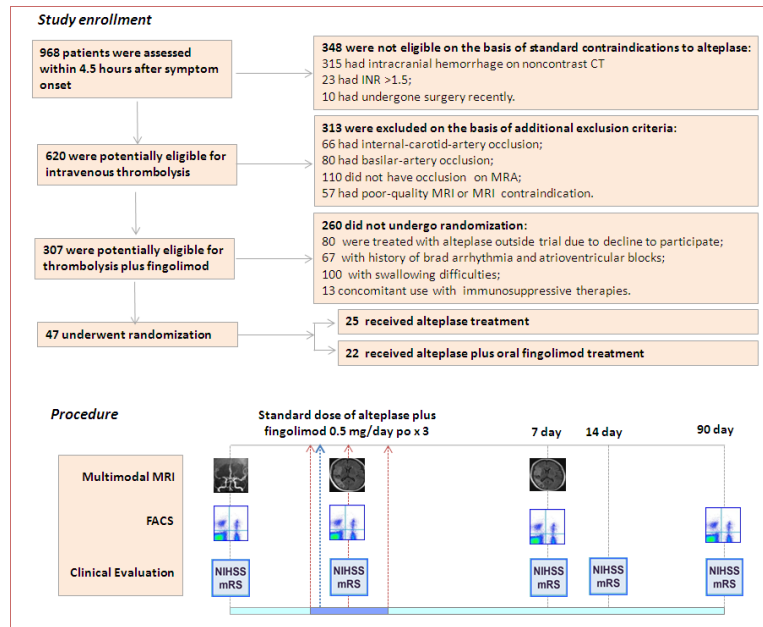 Study enrollment
968 patients were assessed
within 4.5 hours after symptom
onset
348 were not eligible on the basis of standard contraindications to alteplase:
315 had intracranial hemorrhage on noncontrast CT
23 had INR >1.5;
10 had undergone surgery recently.
620 were potentially eligible for
intravenous thrombolysis
313 were excluded on the basis of additional exclusion criteria:
66 had internal-carotid-artery occlusion;
80 had basilar-artery occlusion;
110 did not have occlusion on MRA;
57 had poor-quality MRI or MRI contraindication.
307 were potentially eligible for
thrombolysis plus fingolimod
260 did not undergo randomization:
80 were treated with alteplase outside trial due to decline to participate;
67 with history of brad arrhythmia and atrioventricular blocks;
100 with swallowing difficulties;
13 concomitant use with immunosuppressive therapies.
47 underwent randomization
25 received alteplase treatment
22 received alteplase plus oral fingolimod treatment
Procedure
Standard dose of alteplase plus
fingolimod 0.5 mg/day po x 3
7 day
14 day
90 day
Multimodal MRI
FACS
Clinical Evaluation
NIHSS
mRS
NIHSS
mRS
NIHSS
mRS
NIHSS
mRS
NIHSS
mRS